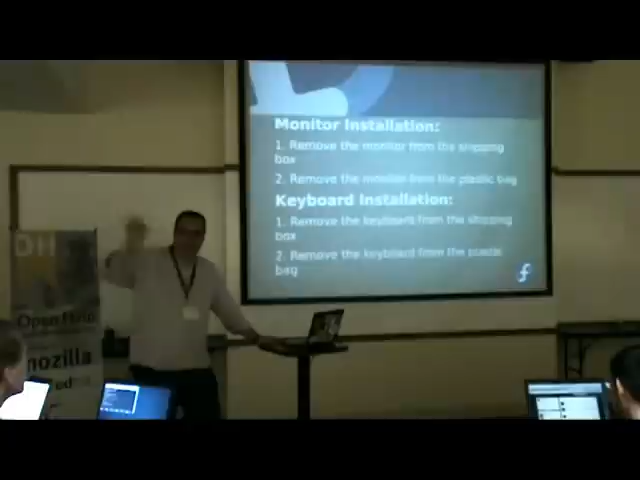 Monitor Installation:
1. Remove the monitor from the shipping
box
2. Remove the monitor from the plastic bag
Keyboard Installation:
1. Remove the keyboard from the shipping
box
2. Remove the keyboard from the plastic
bag
Open Help
mozilla